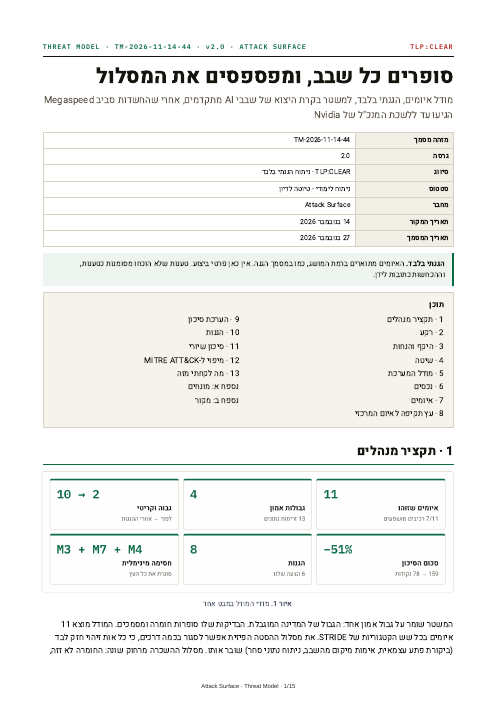 THREAT MODEL · TM-2026-11-14-44 · v2.0 · ATTACK SURFACE
TLP:CLEAR
סופרים כל שבב, ומפספסים את המסלול
מודל איומים, הגנתי בלבד, למשטר בקרת היצוא של שבבי AI מתקדמים, אחרי שהחשדות סביב Megaspeed
הגיעו עד ללשכת המנכ"ל של Nvidia
מזהה מסמך TM-2026-11-14-44
גרסה 2.0
סיווג TLP:CLEAR · ניתוח הגנתי בלבד
סטטוס ניתוח לימודי · טיוטה לדיון
מחבר Attack Surface
תאריך המקור 14 בנובמבר 2026
תאריך המסמך 27 בנובמבר 2026
הגנתי בלבד. האיומים מתוארים ברמת המושג, כמו במסמך הגנה. אין כאן פרטי ביצוע. טענות שלא הוכחו מסומנות כטענות,
וההכחשות כתובות לידן.
תוכן
1 · תקציר מנהלים
2 · רקע
3 · היקף והנחות
4 · שיטה
5 · מודל המערכת
6 · נכסים
7 · איומים
8 · עץ תקיפה לאיום המרכזי
9 · הערכת סיכון
10 · הגנות
11 · סיכון שיורי
12 · מיפוי ל-MITRE ATT&CK
13 · מה לקחתי מזה
נספח א: מונחים
נספח ב: מקור
1 · תקציר מנהלים
11
איומים שזוהו
7/11 רכיבים מושפעים
4
גבולות אמון
13 זרימות נתונים
10 → 2
גבוה וקריטי
לפני ← אחרי ההגנות
−51%
סכום הסיכון
159 ← 78 נקודות
8
הגנות
6 הצעה שלנו
M3 + M7 + M4
חסימה מינימלית
סוגרת את כל העץ
איור 1. מדדי המודל במבט אחד
המשטר שומר על גבול אמון אחד: הגבול של המדינה המוגבלת. הבדיקות שלו סופרות חומרה ומסמכים. המודל מוצא 11
איומים בכל שש הקטגוריות של STRIDE. את מסלול ההסטה הפיזית אפשר לסגור בכמה דרכים, כי כל אות זיהוי חזק לבד
(ביקורת פתע עצמאית, אימות מיקום מהשבב, ניתוח נתוני סחר) שובר אותו. מסלול ההשכרה מרחוק שונה: החומרה לא זזה,
Attack Surface · Threat Model · 1/15